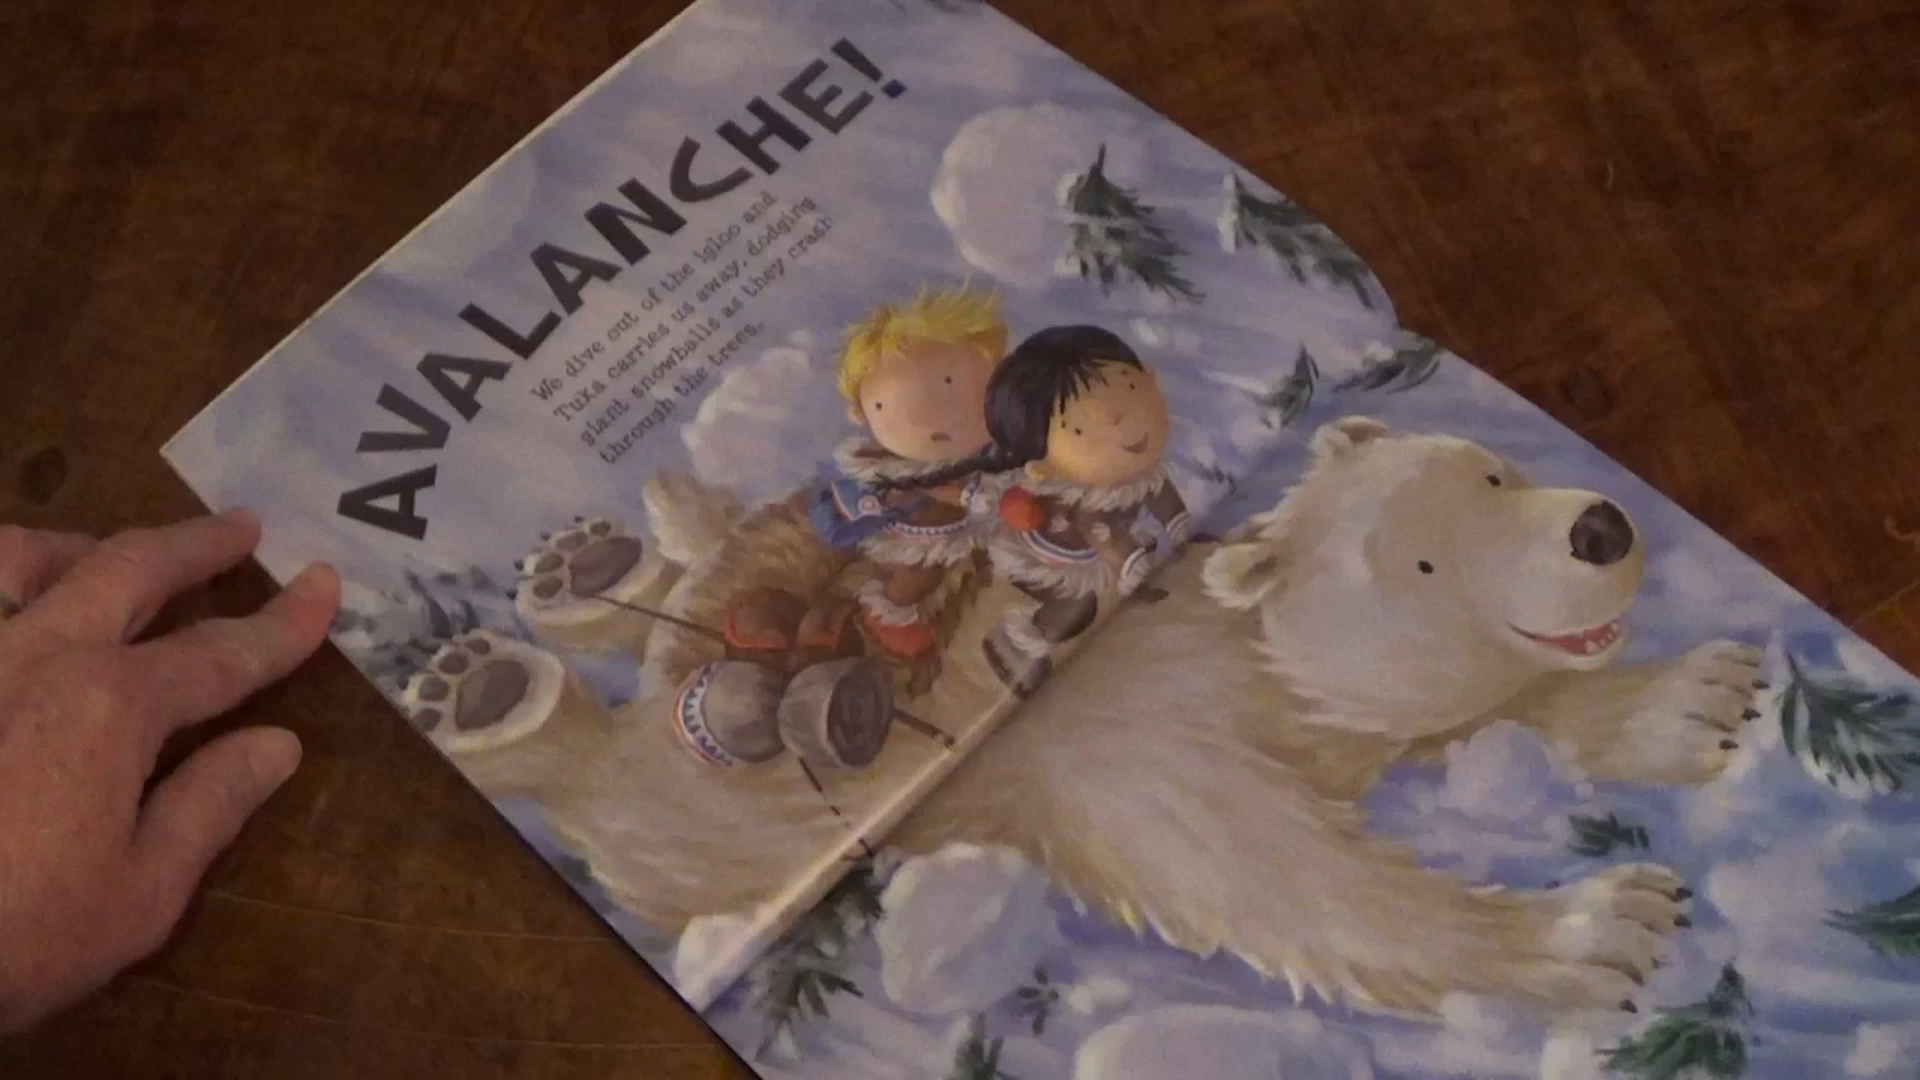 AVALANCHE!
We dive out of the igloo and
Tuka carries us away, dodging
giant snowballs as they crash
through the trees.